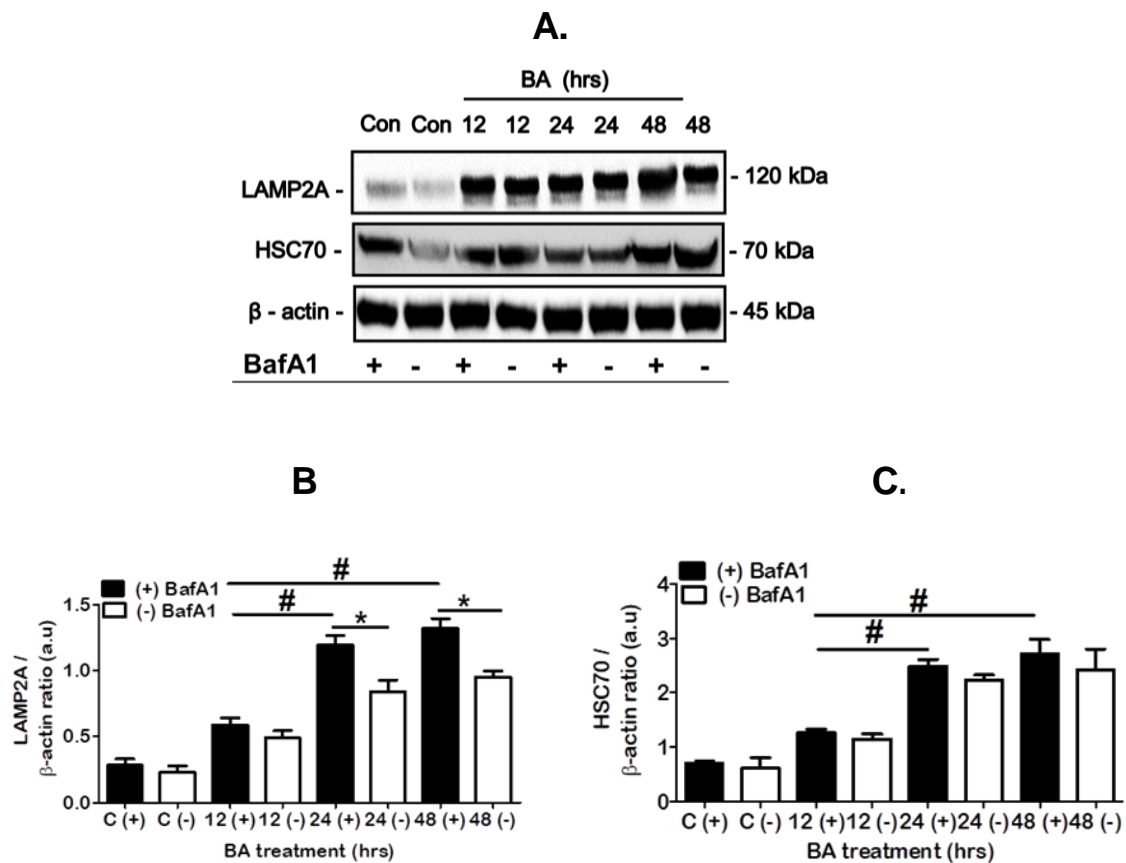 A.
BA (hrs)
Con Con 12 12 24 24 48 48
LAMP2A - - 120 kDa
HSC70 - - 70 kDa
β - actin - - 45 kDa
BafA1 + - + - + - + -
B
(+) BafA1
(-) BafA1
# # * *
LAMP2A /
β-actin ratio (a.u)
1.5
1.0
0.5
0.0
C (+) C (-) 12 (+) 12 (-) 24 (+) 24 (-) 48 (+) 48 (-)
BA treatment (hrs)
C.
(+) BafA1
(-) BafA1
# #
HSC70 /
β-actin ratio (a.u)
4
3
2
1
0
C (+) C (-) 12 (+) 12 (-) 24 (+) 24 (-) 48 (+) 48 (-)
BA treatment (hrs)